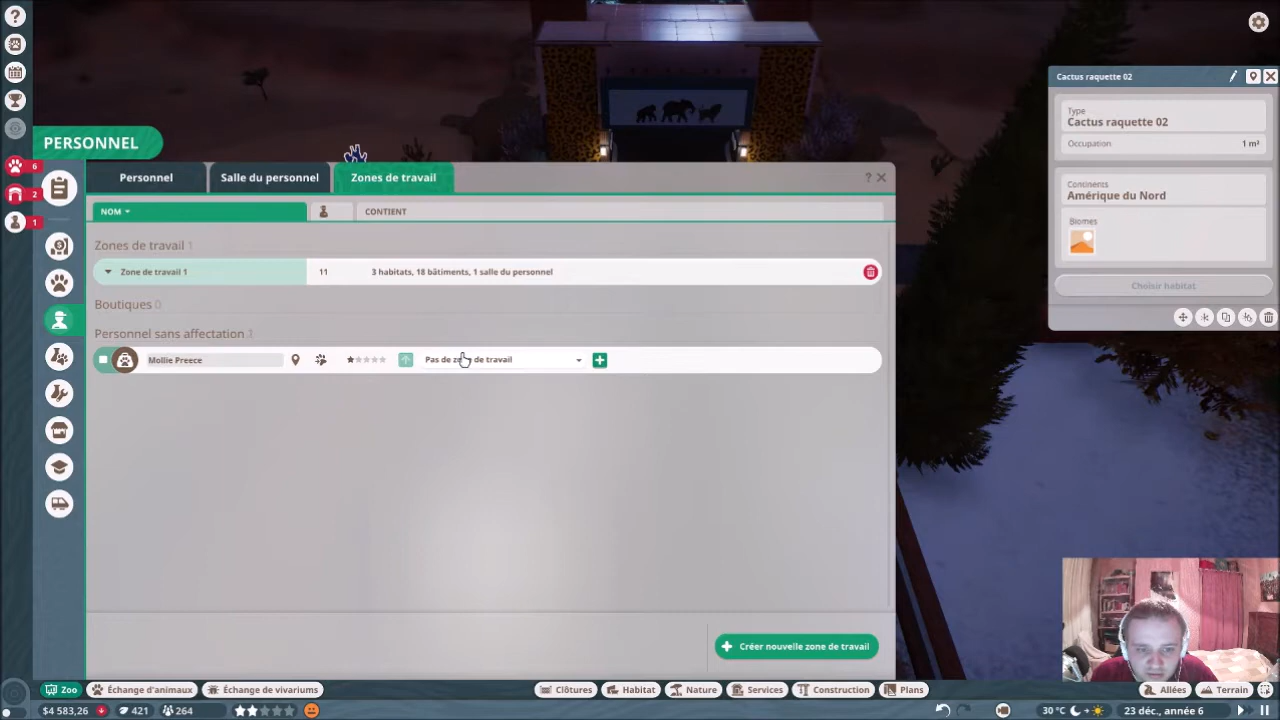 Cactus raquette 02
Type
Cactus raquette 02
Occupation 1 m²
Continents
Amérique du Nord
Biomes
Choisir habitat
PERSONNEL
6
2
1
Personnel Salle du personnel Zones de travail ?
NOM CONTIENT
Zones de travail 1
Zone de travail 1 11 3 habitats, 18 bâtiments, 1 salle du personnel
Boutiques 0
Personnel sans affectation 1
Mollie Preece Pas de zone de travail
Créer nouvelle zone de travail
Zoo Échange d'animaux Échange de vivariums Clôtures Habitat Nature Services Construction Plans Allées Terrain
$4 583,26 421 264 30°C 23 déc., année 6